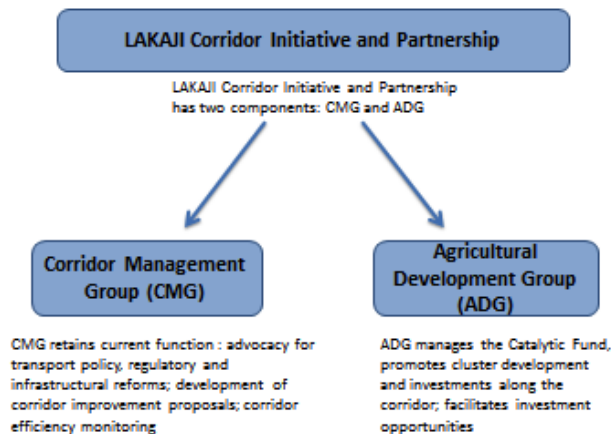 LAKAJI Corridor Initiative and Partnership
LAKAJI Corridor Initiative and Partnership
has two components: CMG and ADG
Corridor Management
Group (CMG)
Agricultural
Development Group
(ADG)
CMG retains current function : advocacy for
transport policy, regulatory and
infrastructural reforms; development of
corridor improvement proposals; corridor
efficiency monitoring
ADG manages the Catalytic Fund,
promotes cluster development
and investments along the
corridor; facilitates investment
opportunities